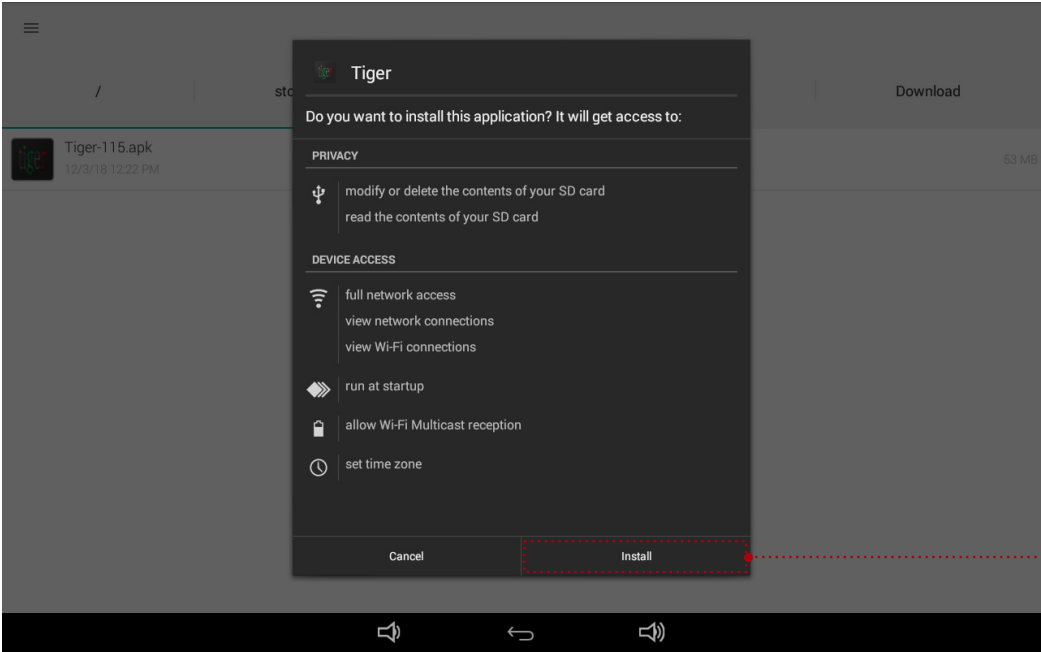 Tiger
/
Download
Do you want to install this application? It will get access to:
Tiger-115.apk
12/3/18 12:22 PM
53 MB
PRIVACY
modify or delete the contents of your SD card
read the contents of your SD card
DEVICE ACCESS
full network access
view network connections
view Wi-Fi connections
run at startup
allow Wi-Fi Multicast reception
set time zone
Cancel
Install